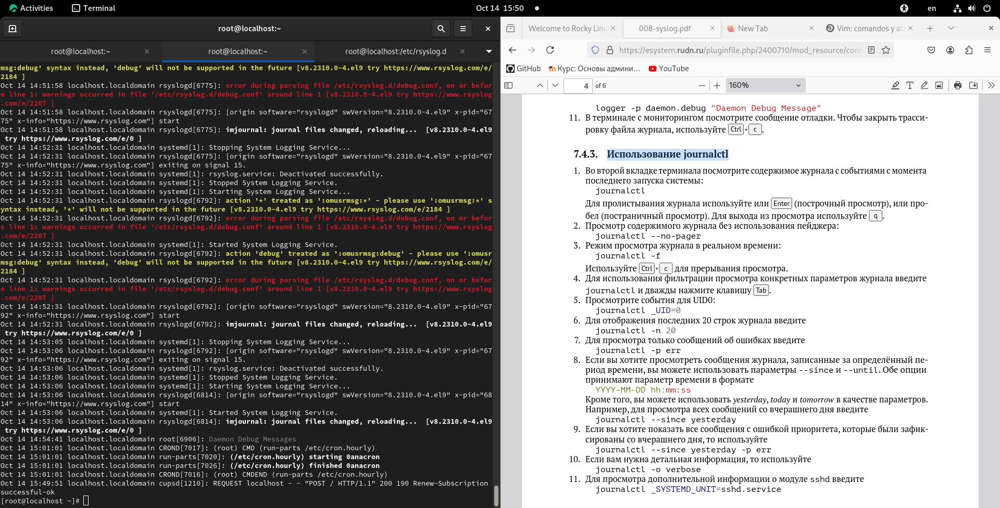 Activities
Terminal
Oct 14 15:50
en
root@localhost:~
root@localhost:~
root@localhost:~
root@localhost:/etc/rsyslog.d
msg:debug' syntax instead, 'debug' will not be supported in the future [v8.2310.0-4.el9 try https://www.rsyslog.com/e/
2184 ]
Oct 14 14:51:58 localhost.localdomain rsyslogd[6775]: error during parsing file /etc/rsyslog.d/debug.conf, on or befor
e line 1: warnings occurred in file '/etc/rsyslog.d/debug.conf' around line 1 [v8.2310.0-4.el9 try https://www.rsyslog
.com/e/2207 ]
Oct 14 14:51:58 localhost.localdomain rsyslogd[6775]: [origin software="rsyslogd" swVersion="8.2310.0-4.el9" x-pid="67
75" x-info="https://www.rsyslog.com"] start
Oct 14 14:51:58 localhost.localdomain rsyslogd[6775]: imjournal: journal files changed, reloading...  [v8.2310.0-4.el9
 try https://www.rsyslog.com/e/0 ]
Oct 14 14:52:31 localhost.localdomain systemd[1]: Stopping System Logging Service...
Oct 14 14:52:31 localhost.localdomain rsyslogd[6775]: [origin software="rsyslogd" swVersion="8.2310.0-4.el9" x-pid="67
75" x-info="https://www.rsyslog.com"] exiting on signal 15.
Oct 14 14:52:31 localhost.localdomain systemd[1]: rsyslog.service: Deactivated successfully.
Oct 14 14:52:31 localhost.localdomain systemd[1]: Stopped System Logging Service.
Oct 14 14:52:31 localhost.localdomain systemd[1]: Starting System Logging Service...
Oct 14 14:52:31 localhost.localdomain rsyslogd[6792]: action '*' treated as ':omusrmsg:*' - please use ':omusrmsg:*' s
yntax instead, '*' will not be supported in the future [v8.2310.0-4.el9 try https://www.rsyslog.com/e/2184 ]
Oct 14 14:52:31 localhost.localdomain rsyslogd[6792]: error during parsing file /etc/rsyslog.d/debug.conf, on or befor
e line 1: warnings occurred in file '/etc/rsyslog.d/debug.conf' around line 1 [v8.2310.0-4.el9 try https://www.rsyslog
.com/e/2207 ]
Oct 14 14:52:31 localhost.localdomain systemd[1]: Started System Logging Service.
Oct 14 14:52:31 localhost.localdomain rsyslogd[6792]: action 'debug' treated as ':omusrmsg:debug' - please use ':omusr
msg:debug' syntax instead, 'debug' will not be supported in the future [v8.2310.0-4.el9 try https://www.rsyslog.com/e/
2184 ]
Oct 14 14:52:31 localhost.localdomain rsyslogd[6792]: error during parsing file /etc/rsyslog.d/debug.conf, on or befor
e line 1: warnings occurred in file '/etc/rsyslog.d/debug.conf' around line 1 [v8.2310.0-4.el9 try https://www.rsyslog
.com/e/2207 ]
Oct 14 14:52:31 localhost.localdomain rsyslogd[6792]: [origin software="rsyslogd" swVersion="8.2310.0-4.el9" x-pid="67
92" x-info="https://www.rsyslog.com"] start
Oct 14 14:52:31 localhost.localdomain rsyslogd[6792]: imjournal: journal files changed, reloading...  [v8.2310.0-4.el9
 try https://www.rsyslog.com/e/0 ]
Oct 14 14:53:05 localhost.localdomain systemd[1]: Stopping System Logging Service...
Oct 14 14:53:06 localhost.localdomain rsyslogd[6792]: [origin software="rsyslogd" swVersion="8.2310.0-4.el9" x-pid="67
92" x-info="https://www.rsyslog.com"] exiting on signal 15.
Oct 14 14:53:06 localhost.localdomain systemd[1]: rsyslog.service: Deactivated successfully.
Oct 14 14:53:06 localhost.localdomain systemd[1]: Stopped System Logging Service.
Oct 14 14:53:06 localhost.localdomain systemd[1]: Starting System Logging Service...
Oct 14 14:53:06 localhost.localdomain rsyslogd[6814]: [origin software="rsyslogd" swVersion="8.2310.0-4.el9" x-pid="68
14" x-info="https://www.rsyslog.com"] start
Oct 14 14:53:06 localhost.localdomain systemd[1]: Started System Logging Service.
Oct 14 14:53:06 localhost.localdomain rsyslogd[6814]: imjournal: journal files changed, reloading...  [v8.2310.0-4.el9
 try https://www.rsyslog.com/e/0 ]
Oct 14 14:54:41 localhost.localdomain root[6906]: Daemon Debug Messages
Oct 14 15:01:01 localhost.localdomain CROND[7017]: (root) CMD (run-parts /etc/cron.hourly)
Oct 14 15:01:01 localhost.localdomain run-parts[7020]: (/etc/cron.hourly) starting 0anacron
Oct 14 15:01:01 localhost.localdomain run-parts[7026]: (/etc/cron.hourly) finished 0anacron
Oct 14 15:01:01 localhost.localdomain CROND[7016]: (root) CMDEND (run-parts /etc/cron.hourly)
Oct 14 15:49:51 localhost.localdomain cupsd[1210]: REQUEST localhost - - "POST / HTTP/1.1" 200 190 Renew-Subscription
successful-ok
[root@localhost ~]#
Welcome to Rocky Linu
008-syslog.pdf
New Tab
Vim: comandos y ata
https://esystem.rudn.ru/pluginfile.php/2400710/mod_resource/cont
GitHub
Курс: Основы админи…
YouTube
4 of 6
160%
logger -p daemon.debug "Daemon Debug Message"
11. В терминале с мониторингом посмотрите сообщение отладки. Чтобы закрыть трасси-
ровку файла журнала, используйте Ctrl + c .
7.4.3. Использование journalctl
1. Во второй вкладке терминала посмотрите содержимое журнала с событиями с момента
последнего запуска системы:
journalctl
Для пролистывания журнала используйте или Enter (построчный просмотр), или про-
бел (постраничный просмотр). Для выхода из просмотра используйте q .
2. Просмотр содержимого журнала без использования пейджера:
journalctl --no-pager
3. Режим просмотра журнала в реальном времени:
journalctl -f
Используйте Ctrl + c для прерывания просмотра.
4. Для использования фильтрации просмотра конкретных параметров журнала введите
journalctl и дважды нажмите клавишу Tab .
5. Просмотрите события для UID0:
journalctl _UID=0
6. Для отображения последних 20 строк журнала введите
journalctl -n 20
7. Для просмотра только сообщений об ошибках введите
journalctl -p err
8. Если вы хотите просмотреть сообщения журнала, записанные за определённый пе-
риод времени, вы можете использовать параметры --since и --until. Обе опции
принимают параметр времени в формате
YYYY-MM-DD hh:mm:ss
Кроме того, вы можете использовать yesterday, today и tomorrow в качестве параметров.
Например, для просмотра всех сообщений со вчерашнего дня введите
journalctl --since yesterday
9. Если вы хотите показать все сообщения с ошибкой приоритета, которые были зафик-
сированы со вчерашнего дня, то используйте
journalctl --since yesterday -p err
10. Если вам нужна детальная информация, то используйте
journalctl -o verbose
11. Для просмотра дополнительной информации о модуле sshd введите
journalctl _SYSTEMD_UNIT=sshd.service